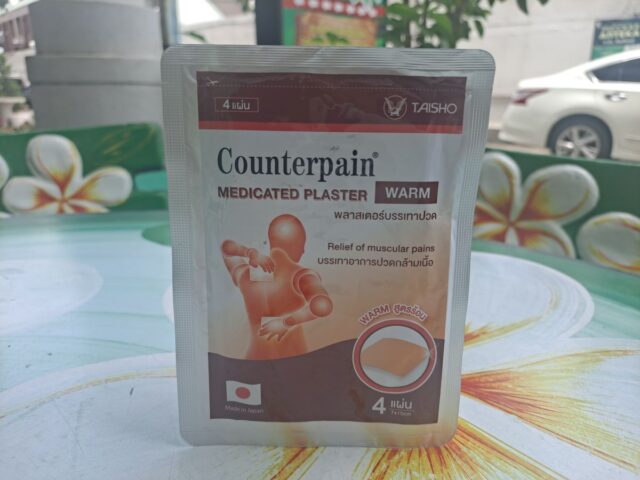 4 แผ่น
TAISHO
Counterpain®
MEDICATED PLASTER WARM
พลาสเตอร์บรรเทาปวด
Relief of muscular pains
บรรเทาอาการปวดกล้ามเนื้อ
WARM สูตรร้อน
Made in Japan
4 แผ่น